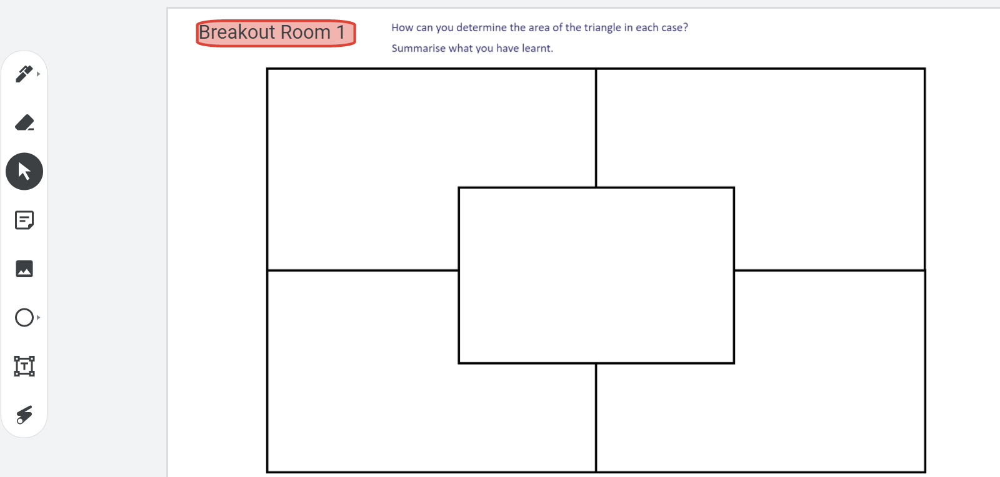 Breakout Room 1
How can you determine the area of the triangle in each case?
Summarise what you have learnt.